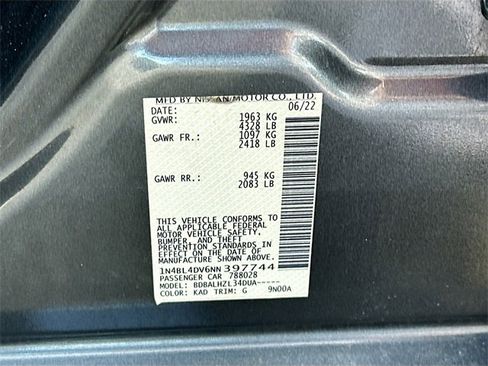 MFD BY NISSAN MOTOR CO., LTD.
DATE: 06/22
GVWR: 1963 KG
4328 LB
GAWR FR.: 1097 KG
2418 LB
GAWR RR.: 945 KG
2083 LB
THIS VEHICLE CONFORMS TO
ALL APPLICABLE FEDERAL
MOTOR VEHICLE SAFETY,
BUMPER, AND THEFT
PREVENTION STANDARDS
IN EFFECT ON THE DATE OF
MANUFACTURE SHOWN ABOVE.
1N4BL4DV6NN397744
PASSENGER CAR 788028
MODEL: BDBALHZL34DUA-----
COLOR: KAD TRIM: G 9N00A